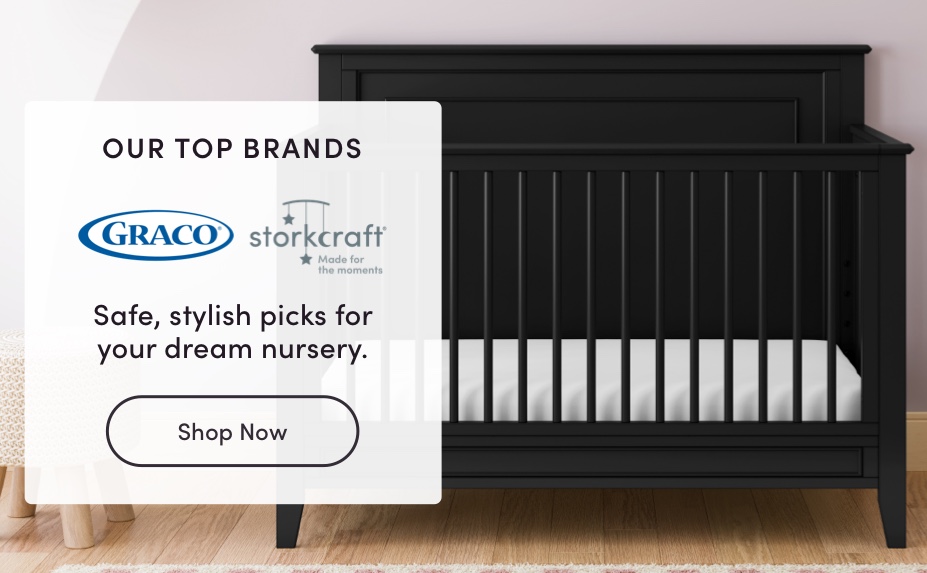 OUR TOP BRANDS
GRACO®
storkcraft®
Made for
the moments
Safe, stylish picks for
your dream nursery.
Shop Now